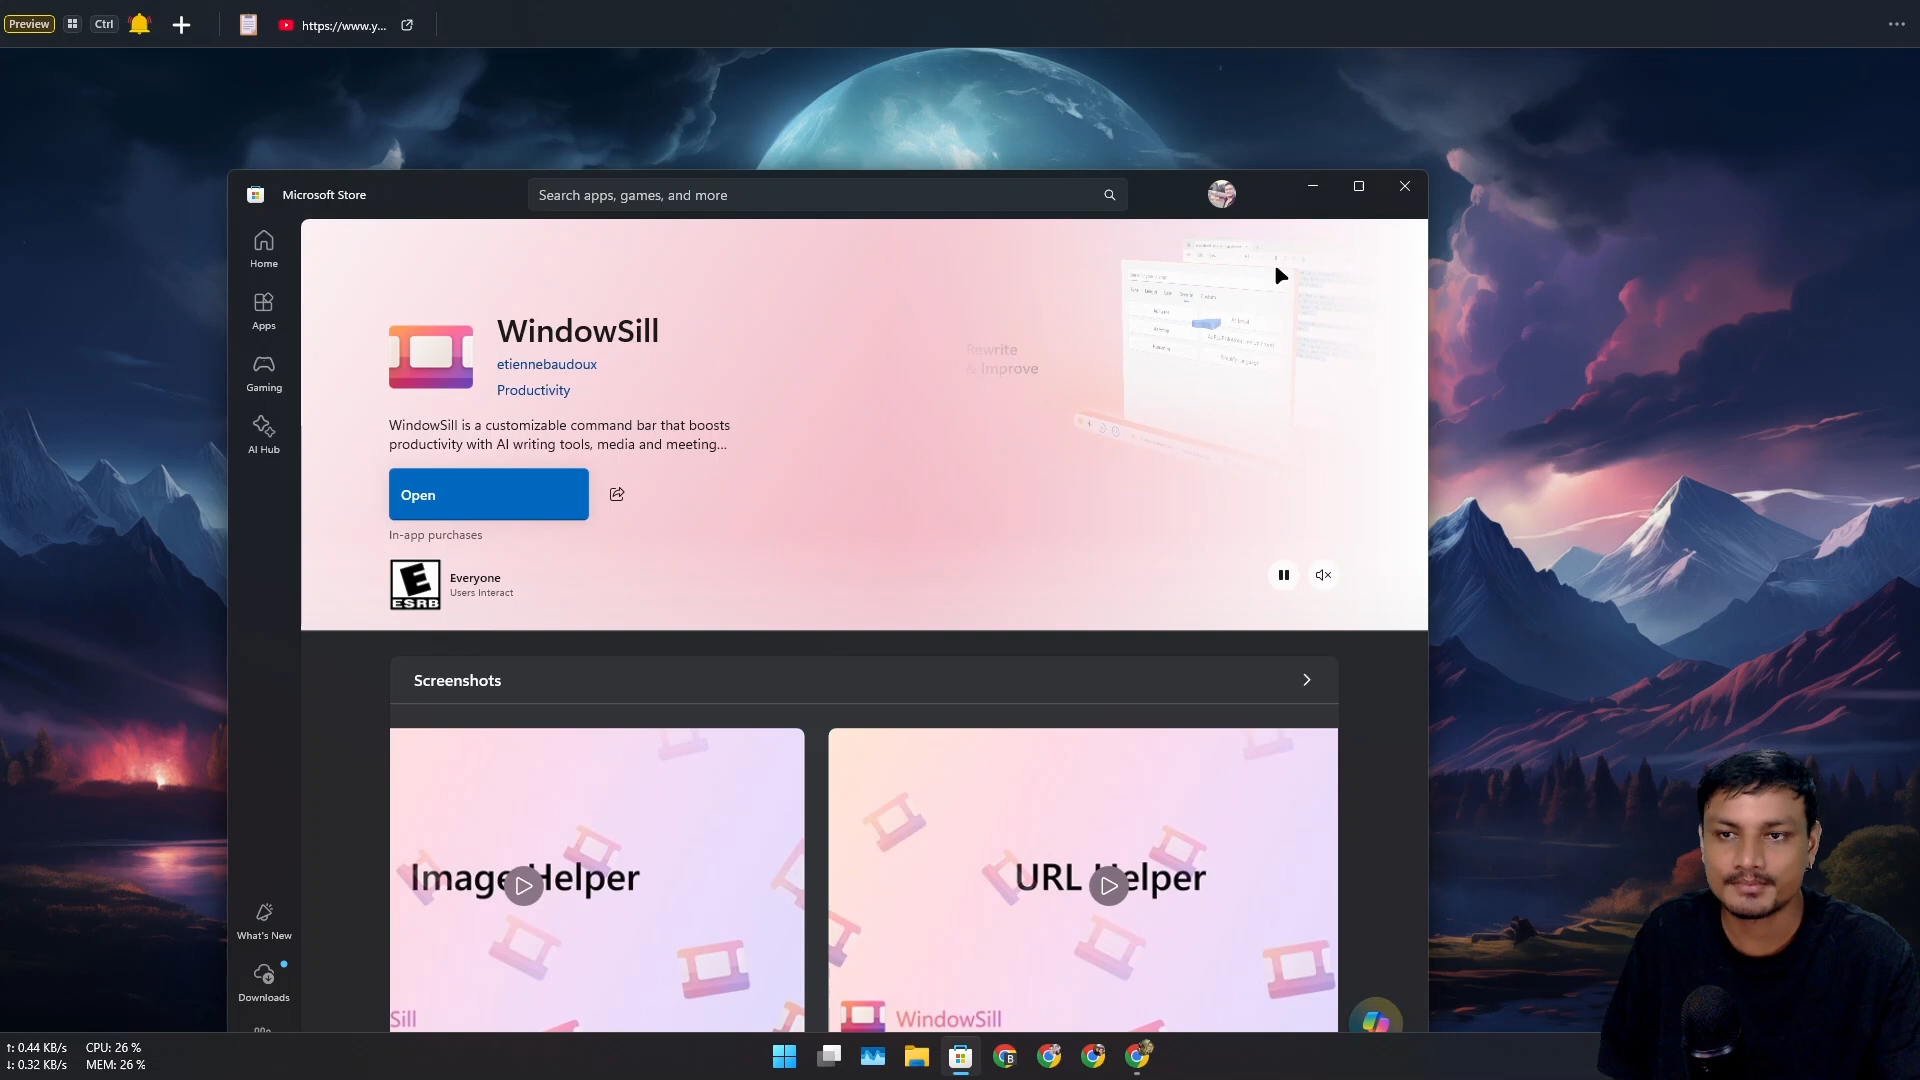 Preview
Ctrl
https://www.y...
Microsoft Store
Search apps, games, and more
Home
Apps
Gaming
AI Hub
What's New
Downloads
WindowSill
etiennebaudoux
Productivity
WindowSill is a customizable command bar that boosts
productivity with AI writing tools, media and meeting...
Open
In-app purchases
E
ESRB
Everyone
Users Interact
Rewrite
& Improve
Screenshots
Image Helper
URL Helper
Sill
WindowSill
↑: 0.44 KB/s
CPU: 26 %
↓: 0.32 KB/s
MEM: 26 %
B